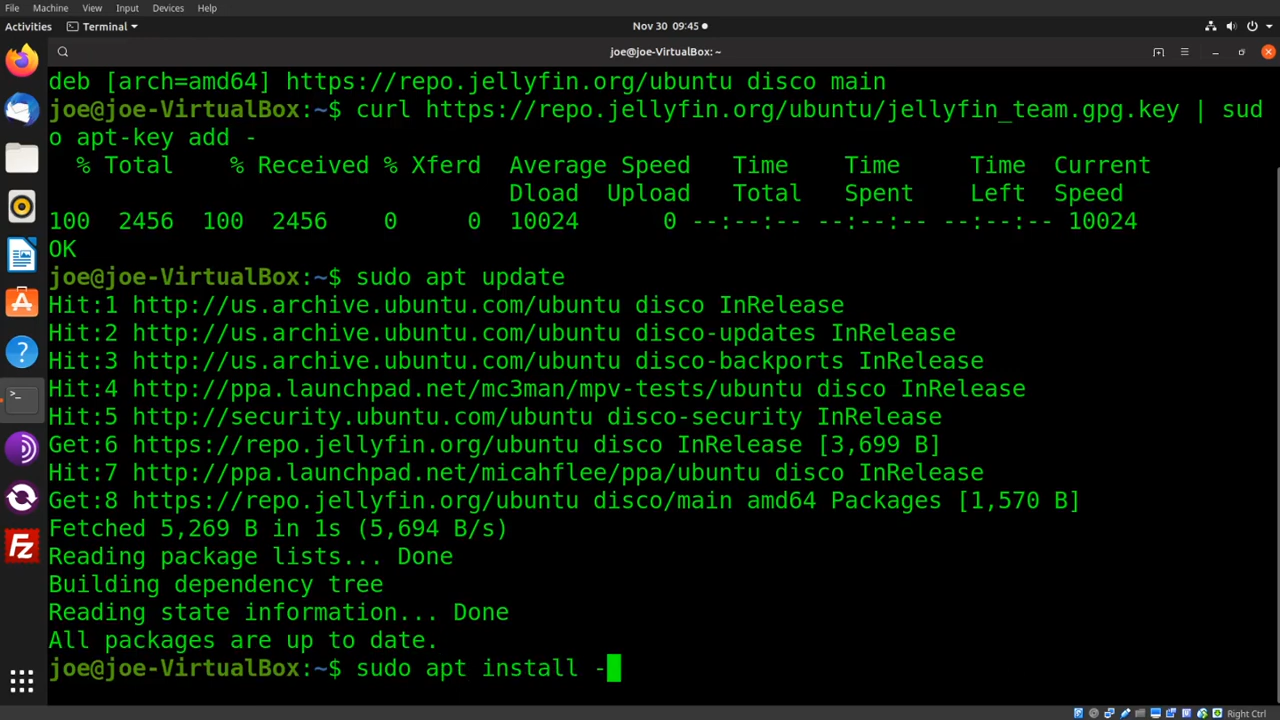 File Machine View Input Devices Help
Activities Terminal Nov 30 09:45
joe@joe-VirtualBox: ~
deb [arch=amd64] https://repo.jellyfin.org/ubuntu disco main
joe@joe-VirtualBox:~$ curl https://repo.jellyfin.org/ubuntu/jellyfin_team.gpg.key | sud
o apt-key add -
% Total % Received % Xferd Average Speed Time Time Time Current
Dload Upload Total Spent Left Speed
100 2456 100 2456 0 0 10024 0 --:--:-- --:--:-- --:--:-- 10024
OK
joe@joe-VirtualBox:~$ sudo apt update
Hit:1 http://us.archive.ubuntu.com/ubuntu disco InRelease
Hit:2 http://us.archive.ubuntu.com/ubuntu disco-updates InRelease
Hit:3 http://us.archive.ubuntu.com/ubuntu disco-backports InRelease
Hit:4 http://ppa.launchpad.net/mc3man/mpv-tests/ubuntu disco InRelease
Hit:5 http://security.ubuntu.com/ubuntu disco-security InRelease
Get:6 https://repo.jellyfin.org/ubuntu disco InRelease [3,699 B]
Hit:7 http://ppa.launchpad.net/micahflee/ppa/ubuntu disco InRelease
Get:8 https://repo.jellyfin.org/ubuntu disco/main amd64 Packages [1,570 B]
Fetched 5,269 B in 1s (5,694 B/s)
Reading package lists... Done
Building dependency tree
Reading state information... Done
All packages are up to date.
joe@joe-VirtualBox:~$ sudo apt install -
Right Ctrl